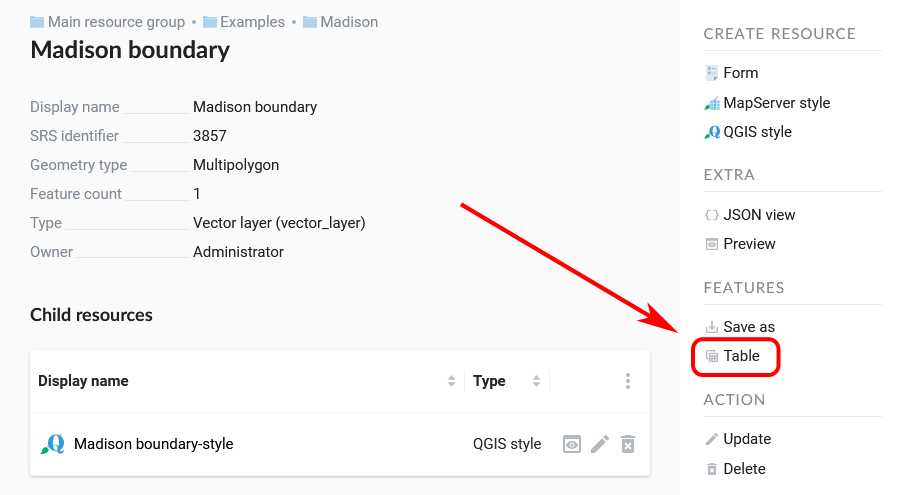 Main resource group • Examples • Madison
Madison boundary
Display name Madison boundary
SRS identifier 3857
Geometry type Multipolygon
Feature count 1
Type Vector layer (vector_layer)
Owner Administrator
Child resources
Display name Type
Madison boundary-style QGIS style
CREATE RESOURCE
Form
MapServer style
QGIS style
EXTRA
JSON view
Preview
FEATURES
Save as
Table
ACTION
Update
Delete